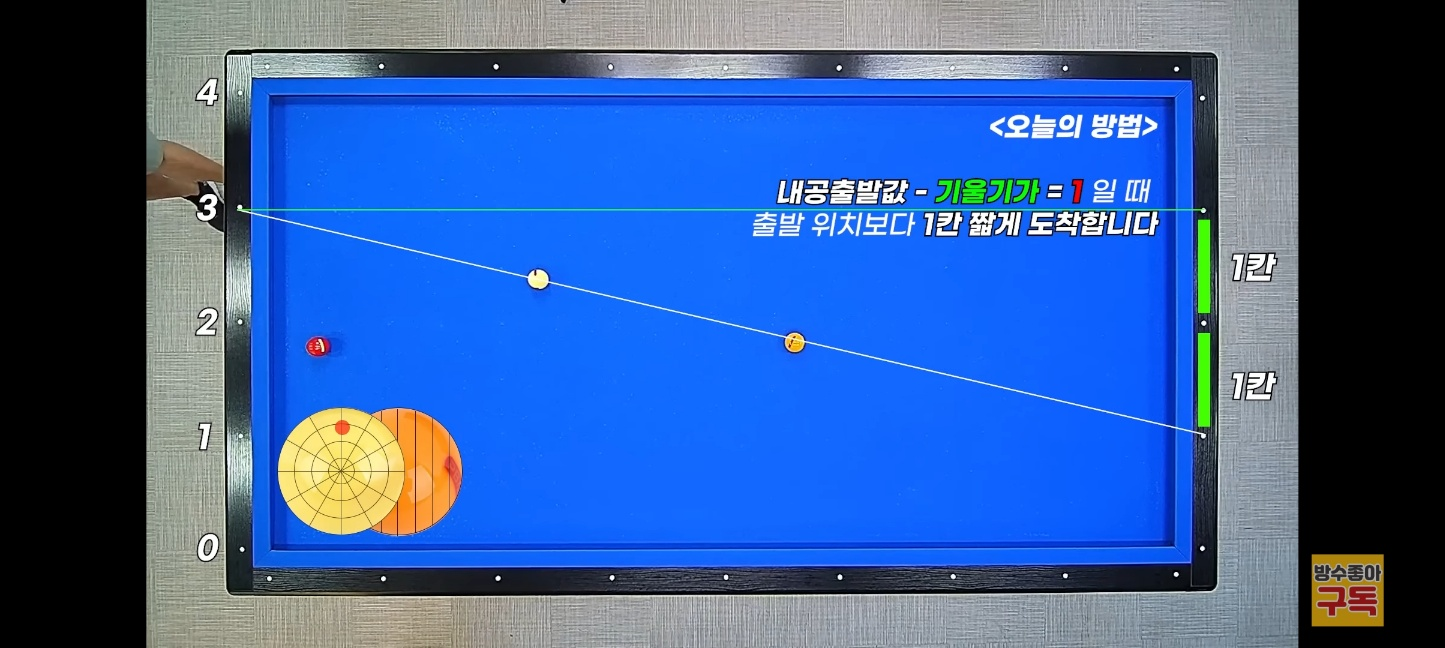 <오늘의 방법>
내공출발값 - 기울기가 = 1 일 때
출발 위치보다 1칸 짧게 도착합니다
4
3
2
1
0
1칸
1칸
방수좋아
구독